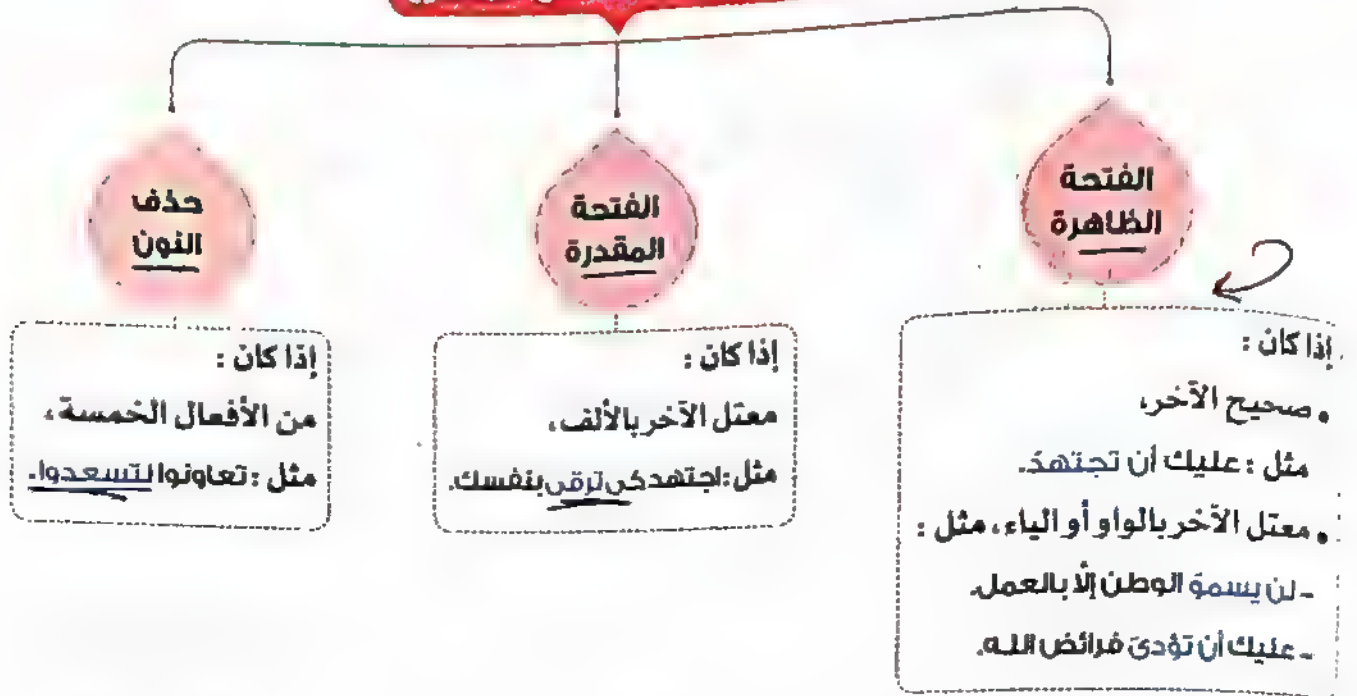 الفتحة
الظاهرة
الفتحة
المقدرة
حذف
النون
إذا كان :
• صحيح الآخر،
مثل : عليك أن تجتهدَ.
• معتل الآخر بالواو أو الياء، مثل :
- لن يسموَ الوطن إلَّا بالعمل.
- عليك أن تؤديَ فرائض الله.
إذا كان :
معتل الآخر بالألف،
مثل : اجتهد كى ترقى بنفسك.
إذا كان :
من الأفعال الخمسة،
مثل : تعاونوا لتسعدوا.